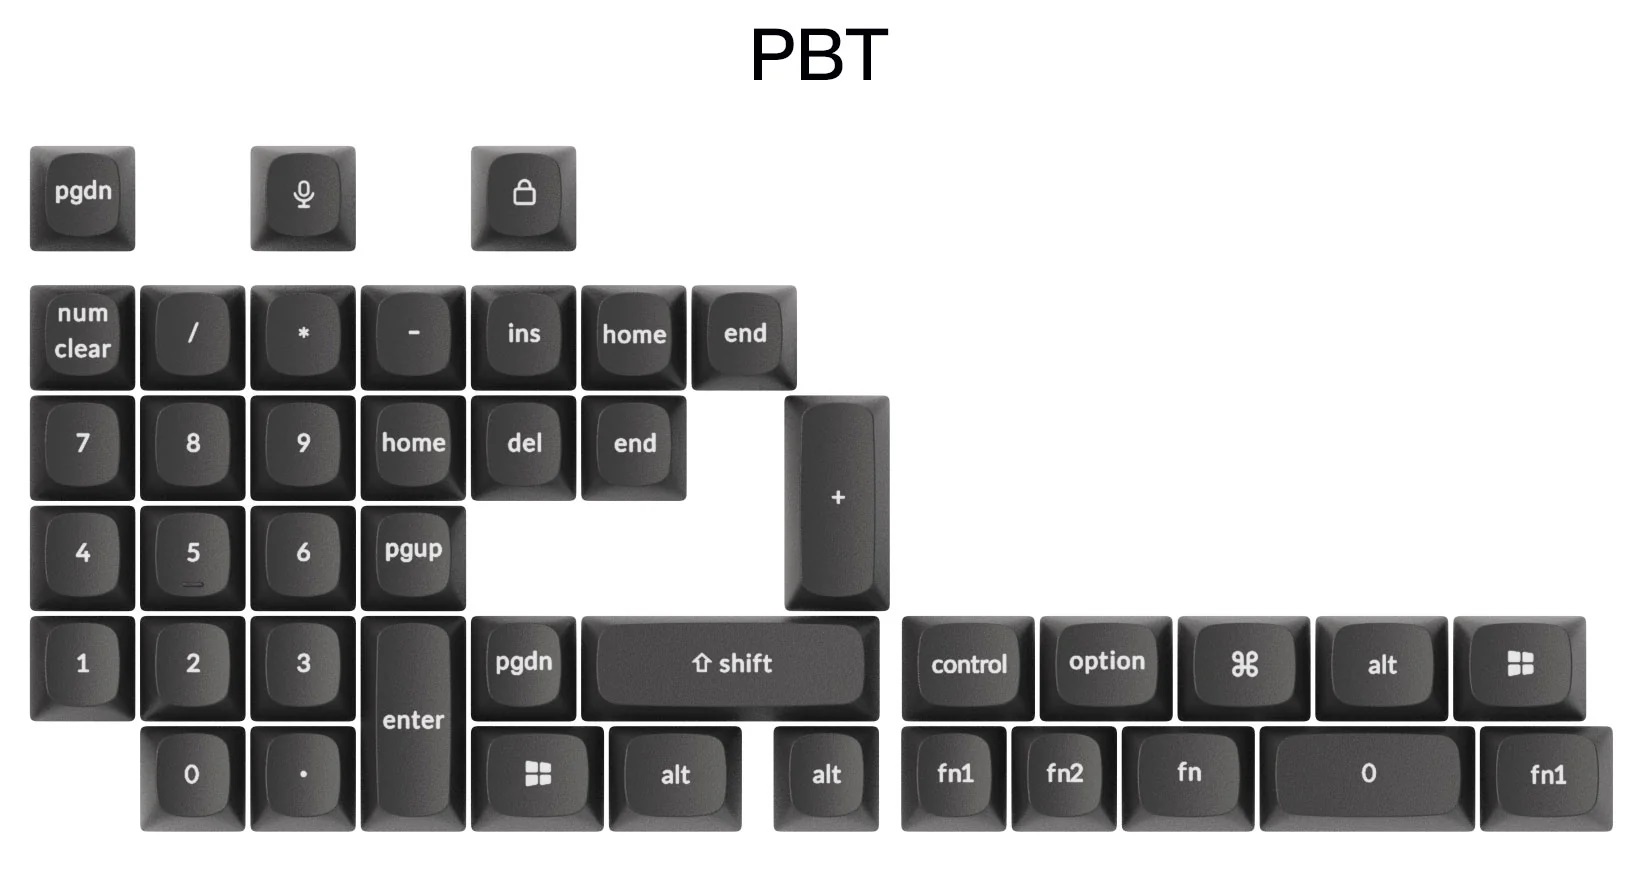 PBT
pgdn
num / * - ins home end
clear
7 8 9 home del end
+
4 5 6 pgup
1 2 3 pgdn ⇧ shift control option ⌘ alt
enter
0 . alt alt fn1 fn2 fn 0 fn1